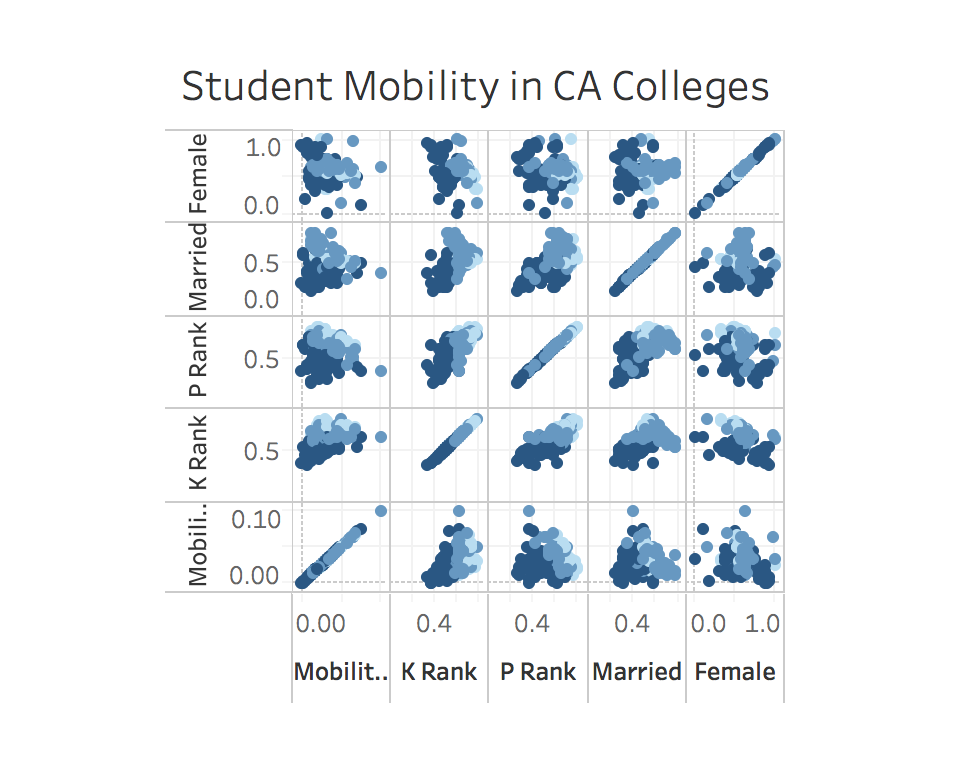 Student Mobility in CA Colleges
Female
1.0
0.0
Married
0.5
0.0
P Rank
0.5
K Rank
0.5
Mobili..
0.10
0.00
0.00 0.4 0.4 0.4 0.0 1.0
Mobilit.. K Rank P Rank Married Female